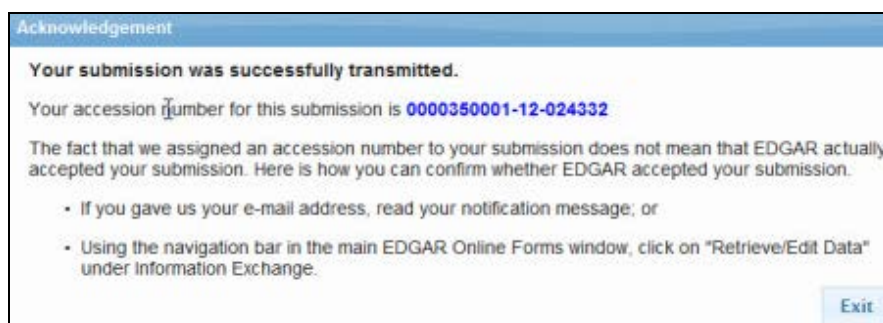 Acknowledgement
Your submission was successfully transmitted.
Your accession number for this submission is 0000350001-12-024332
The fact that we assigned an accession number to your submission does not mean that EDGAR actually
accepted your submission. Here is how you can confirm whether EDGAR accepted your submission.
• If you gave us your e-mail address, read your notification message; or
• Using the navigation bar in the main EDGAR Online Forms window, click on "Retrieve/Edit Data"
under Information Exchange.
Exit